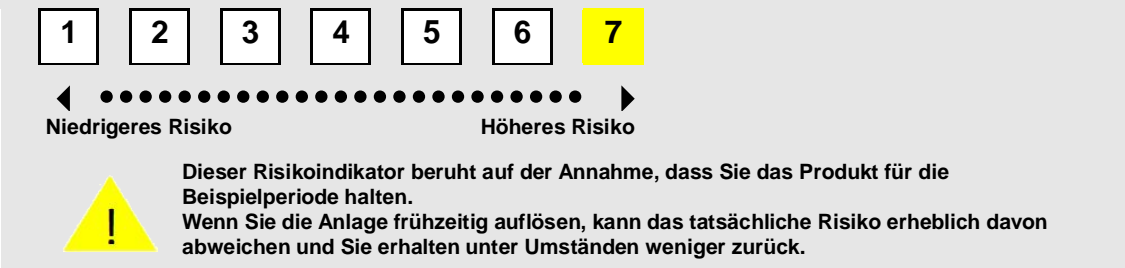 1 2 3 4 5 6 7
Niedrigeres Risiko Höheres Risiko
Dieser Risikoindikator beruht auf der Annahme, dass Sie das Produkt für die
Beispielperiode halten.
Wenn Sie die Anlage frühzeitig auflösen, kann das tatsächliche Risiko erheblich davon
abweichen und Sie erhalten unter Umständen weniger zurück.
!